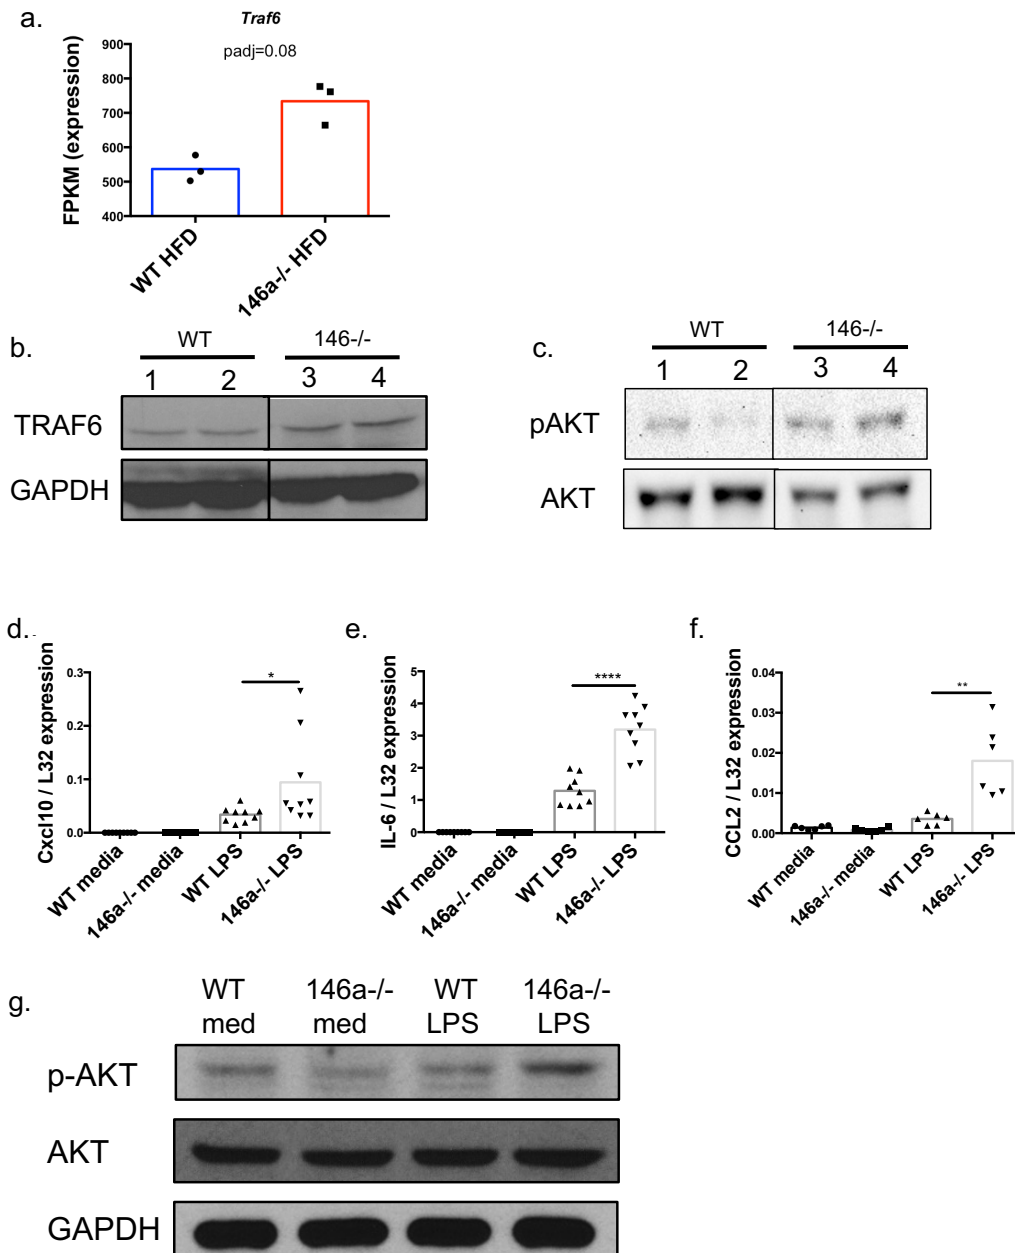 a.
Traf6
padj=0.08
FPKM (expression)
900
800
700
600
500
400
WT HFD
146a-/- HFD
b.
WT
146-/-
1
2
3
4
TRAF6
GAPDH
c.
WT
146-/-
1
2
3
4
pAKT
AKT
d.
Cxcl10 / L32 expression
0.3
0.2
0.1
0.0
*
WT media
146a-/- media
WT LPS
146a-/- LPS
e.
IL-6 / L32 expression
5
4
3
2
1
0
****
WT media
146a-/- media
WT LPS
146a-/- LPS
f.
CCL2 / L32 expression
0.04
0.03
0.02
0.01
0.00
**
WT media
146a-/- media
WT LPS
146a-/- LPS
g.
WT
med
146a-/-
med
WT
LPS
146a-/-
LPS
p-AKT
AKT
GAPDH